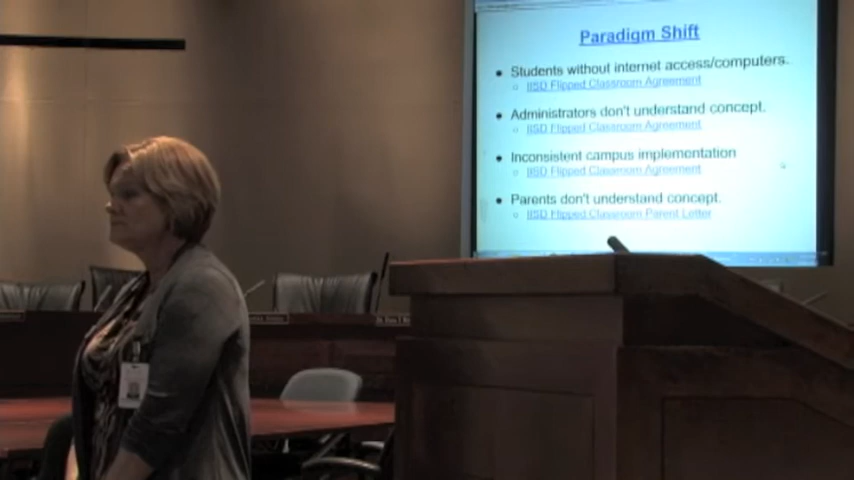 Paradigm Shift
• Students without internet access/computers.
○ IISD Flipped Classroom Agreement
• Administrators don't understand concept.
○ IISD Flipped Classroom Agreement
• Inconsistent campus implementation
○ IISD Flipped Classroom Agreement
• Parents don't understand concept.
○ IISD Flipped Classroom Parent Letter